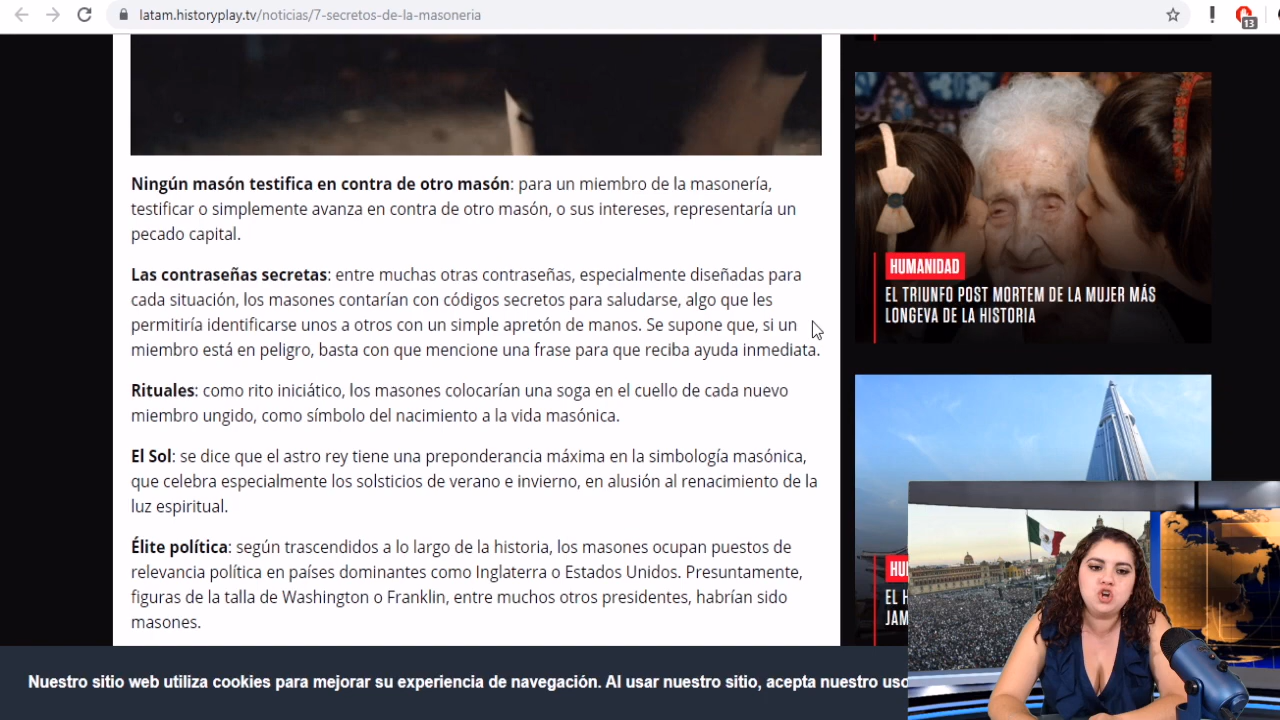 latam.historyplay.tv/noticias/7-secretos-de-la-masoneria
13
Ningún masón testifica en contra de otro masón: para un miembro de la masonería,
testificar o simplemente avanza en contra de otro masón, o sus intereses, representaría un
pecado capital.
Las contraseñas secretas: entre muchas otras contraseñas, especialmente diseñadas para
cada situación, los masones contarían con códigos secretos para saludarse, algo que les
permitiría identificarse unos a otros con un simple apretón de manos. Se supone que, si un
miembro está en peligro, basta con que mencione una frase para que reciba ayuda inmediata.
Rituales: como rito iniciático, los masones colocarían una soga en el cuello de cada nuevo
miembro ungido, como símbolo del nacimiento a la vida masónica.
El Sol: se dice que el astro rey tiene una preponderancia máxima en la simbología masónica,
que celebra especialmente los solsticios de verano e invierno, en alusión al renacimiento de la
luz espiritual.
Élite política: según trascendidos a lo largo de la historia, los masones ocupan puestos de
relevancia política en países dominantes como Inglaterra o Estados Unidos. Presuntamente,
figuras de la talla de Washington o Franklin, entre muchos otros presidentes, habrían sido
masones.
HUMANIDAD
EL TRIUNFO POST MORTEM DE LA MUJER MÁS
LONGEVA DE LA HISTORIA
HU
EL H
JAM
Nuestro sitio web utiliza cookies para mejorar su experiencia de navegación. Al usar nuestro sitio, acepta nuestro uso